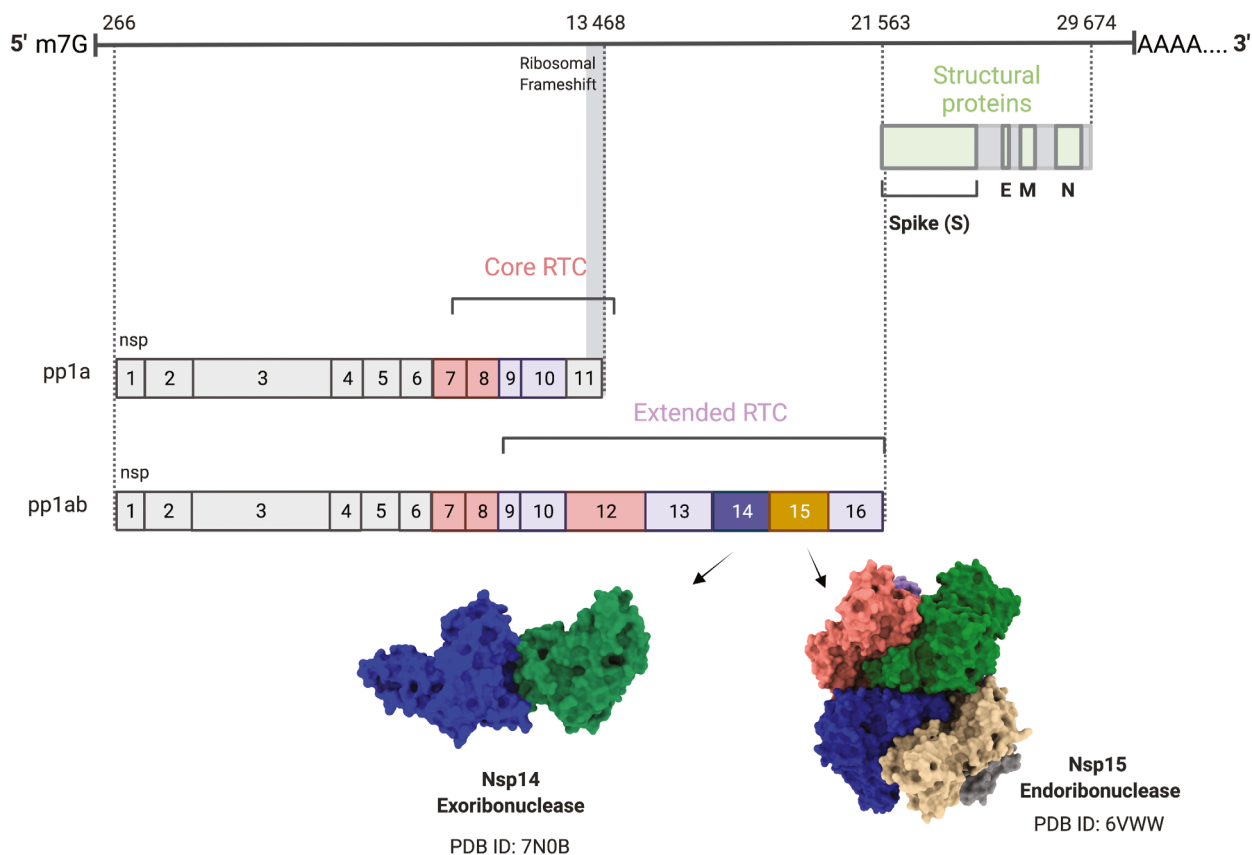 266 13 468 21 563 29 674
5' m7G AAAA.... 3'
Ribosomal
Frameshift
Structural
proteins
E M N
Spike (S)
Core RTC
nsp
pp1a 1 2 3 4 5 6 7 8 9 10 11
Extended RTC
nsp
pp1ab 1 2 3 4 5 6 7 8 9 10 12 13 14 15 16
Nsp14
Exoribonuclease
PDB ID: 7N0B
Nsp15
Endoribonuclease
PDB ID: 6VWW